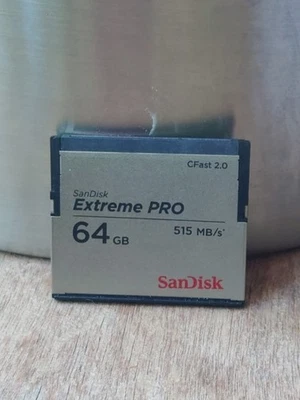 CFast 2.0
SanDisk
Extreme PRO
64 GB 515 MB/s*
SanDisk